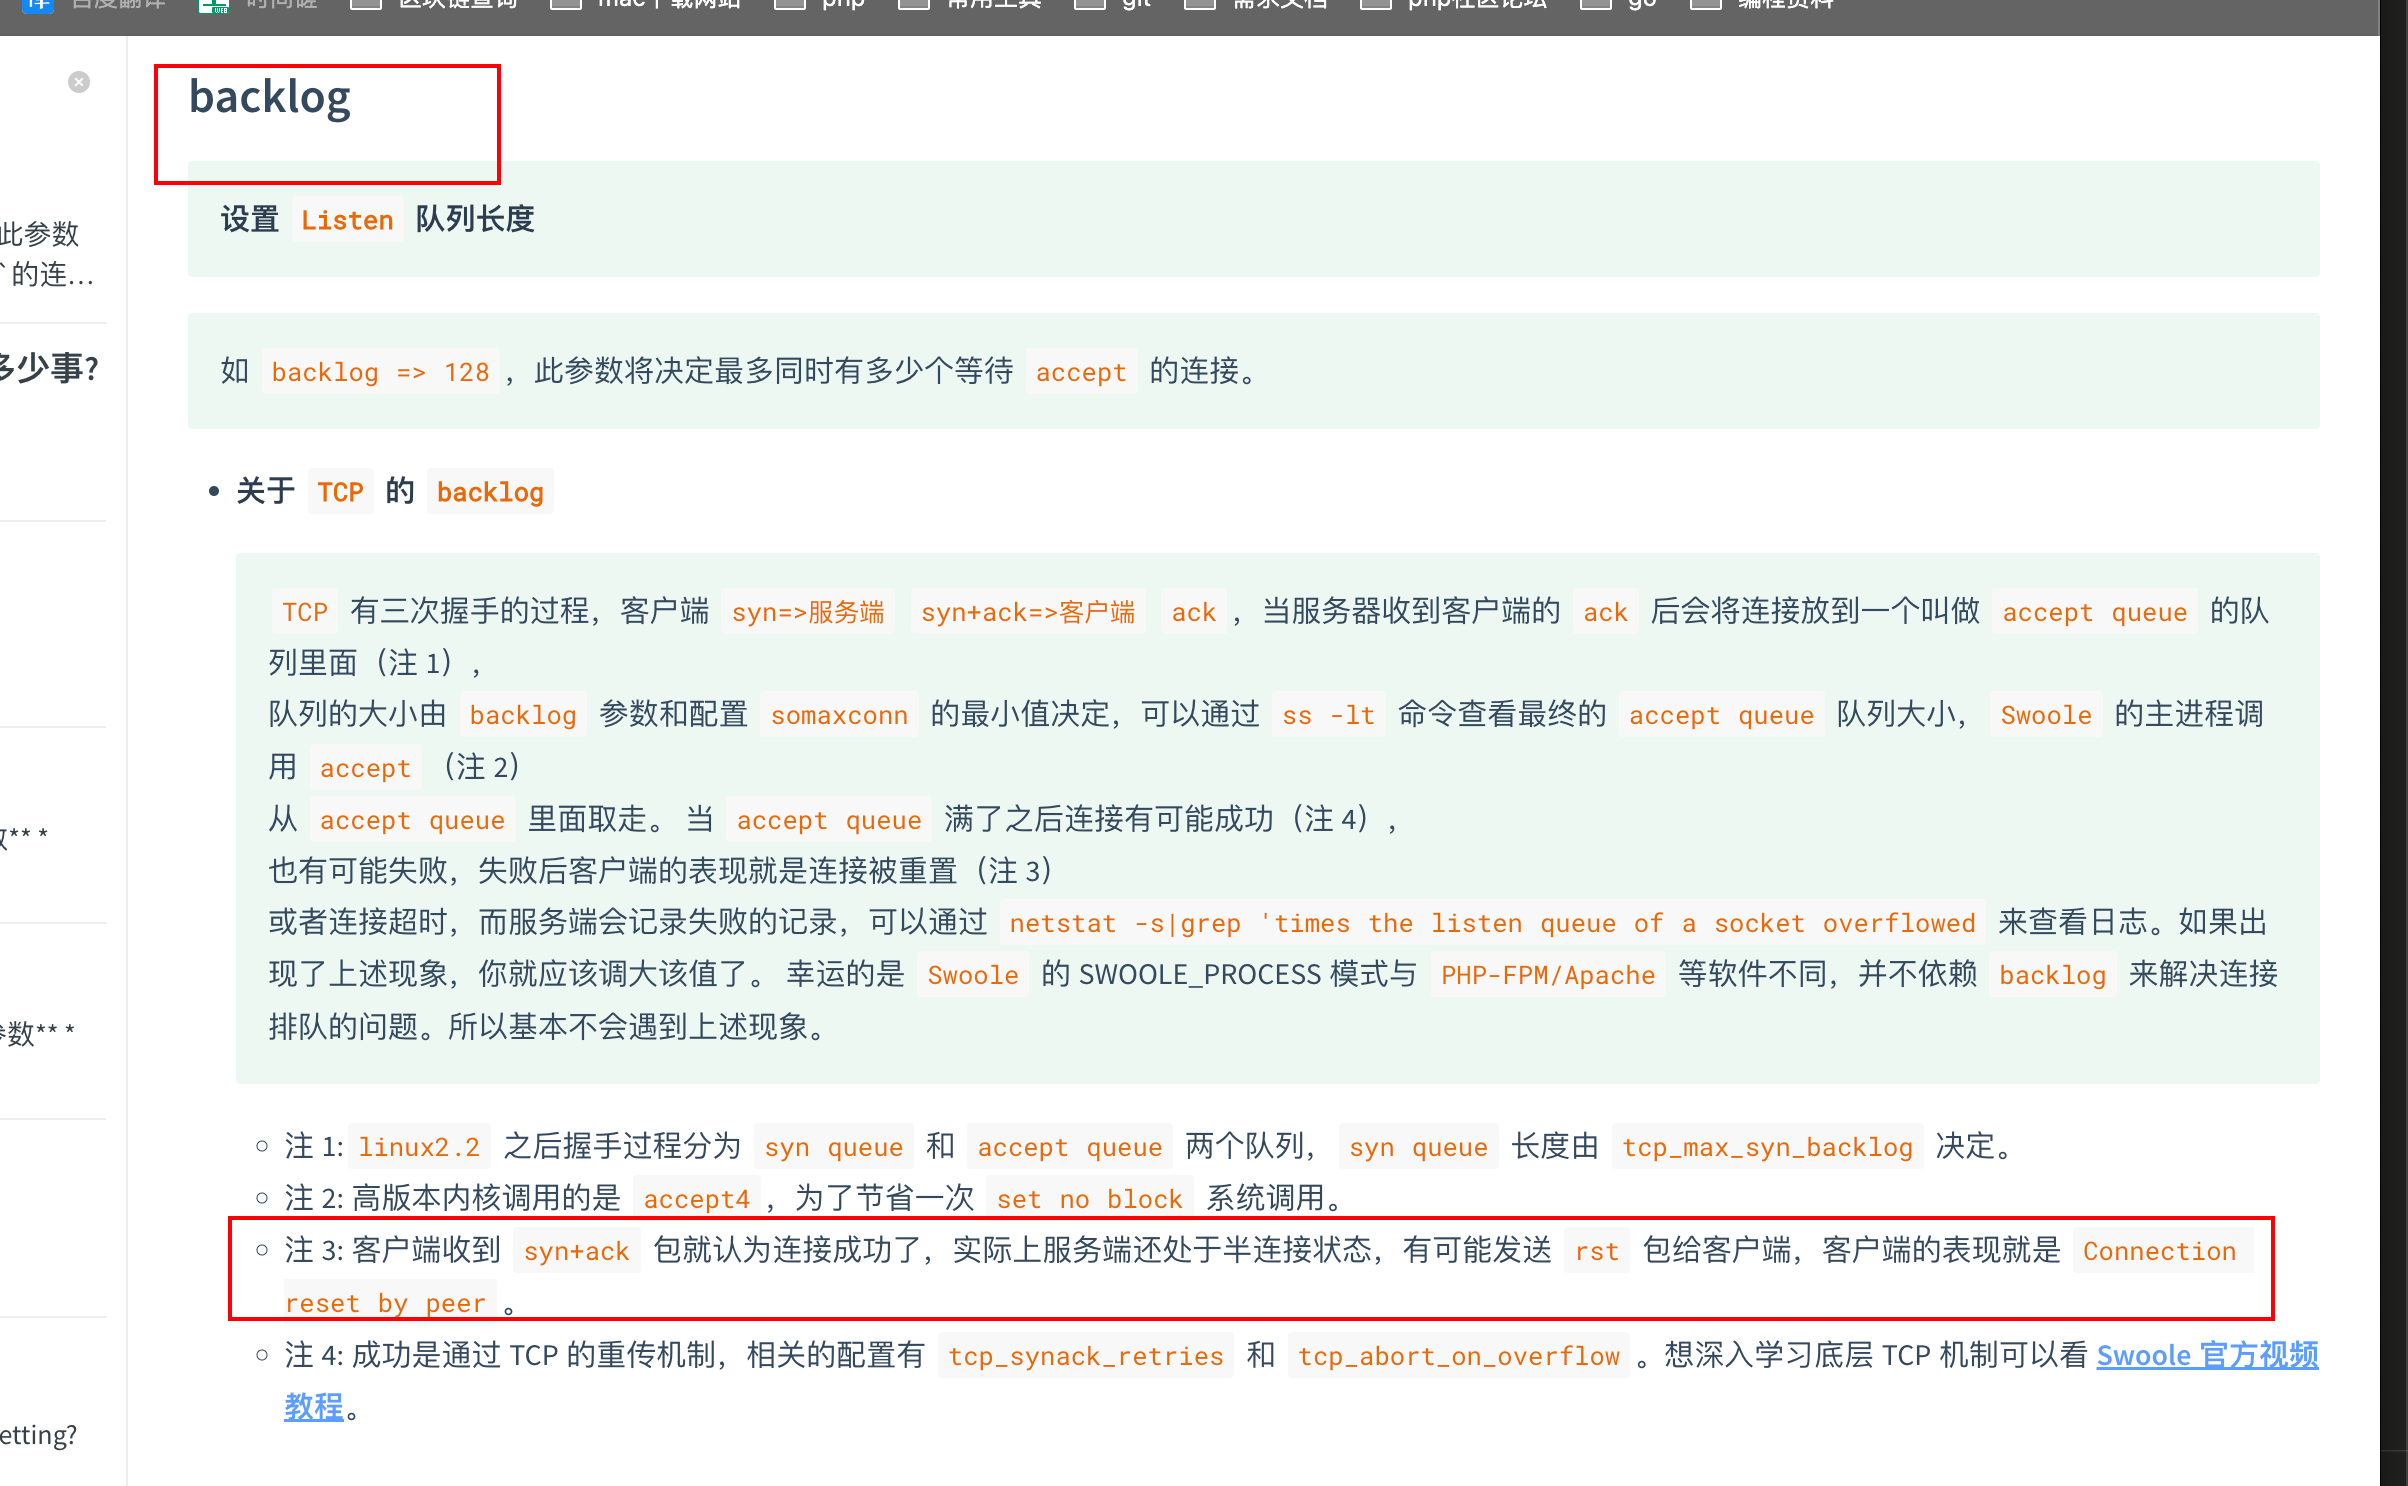 百度翻译 时间戳 区块链查询 mac下载网站 php 常用工具 git 需求文档 php社区论坛 go 编程资料
backlog
设置 Listen 队列长度
此参数
` 的连…
如 backlog => 128 ，此参数将决定最多同时有多少个等待 accept 的连接。
多少事?
关于 TCP 的 backlog
TCP 有三次握手的过程，客户端 syn=>服务端 syn+ack=>客户端 ack ，当服务器收到客户端的 ack 后会将连接放到一个叫做 accept queue 的队
列里面（注 1），
队列的大小由 backlog 参数和配置 somaxconn 的最小值决定，可以通过 ss -lt 命令查看最终的 accept queue 队列大小， Swoole 的主进程调
用 accept （注 2）
从 accept queue 里面取走。 当 accept queue 满了之后连接有可能成功（注 4），
数** *
也有可能失败，失败后客户端的表现就是连接被重置（注 3）
或者连接超时，而服务端会记录失败的记录，可以通过 netstat -s|grep 'times the listen queue of a socket overflowed 来查看日志。如果出
现了上述现象，你就应该调大该值了。 幸运的是 Swoole 的 SWOOLE_PROCESS 模式与 PHP-FPM/Apache 等软件不同，并不依赖 backlog 来解决连接
排队的问题。所以基本不会遇到上述现象。
参数** *
注 1: linux2.2 之后握手过程分为 syn queue 和 accept queue 两个队列， syn queue 长度由 tcp_max_syn_backlog 决定。
注 2: 高版本内核调用的是 accept4 ，为了节省一次 set no block 系统调用。
注 3: 客户端收到 syn+ack 包就认为连接成功了，实际上服务端还处于半连接状态，有可能发送 rst 包给客户端，客户端的表现就是 Connection
reset by peer 。
注 4: 成功是通过 TCP 的重传机制，相关的配置有 tcp_synack_retries 和 tcp_abort_on_overflow 。想深入学习底层 TCP 机制可以看 Swoole 官方视频
教程。
etting?